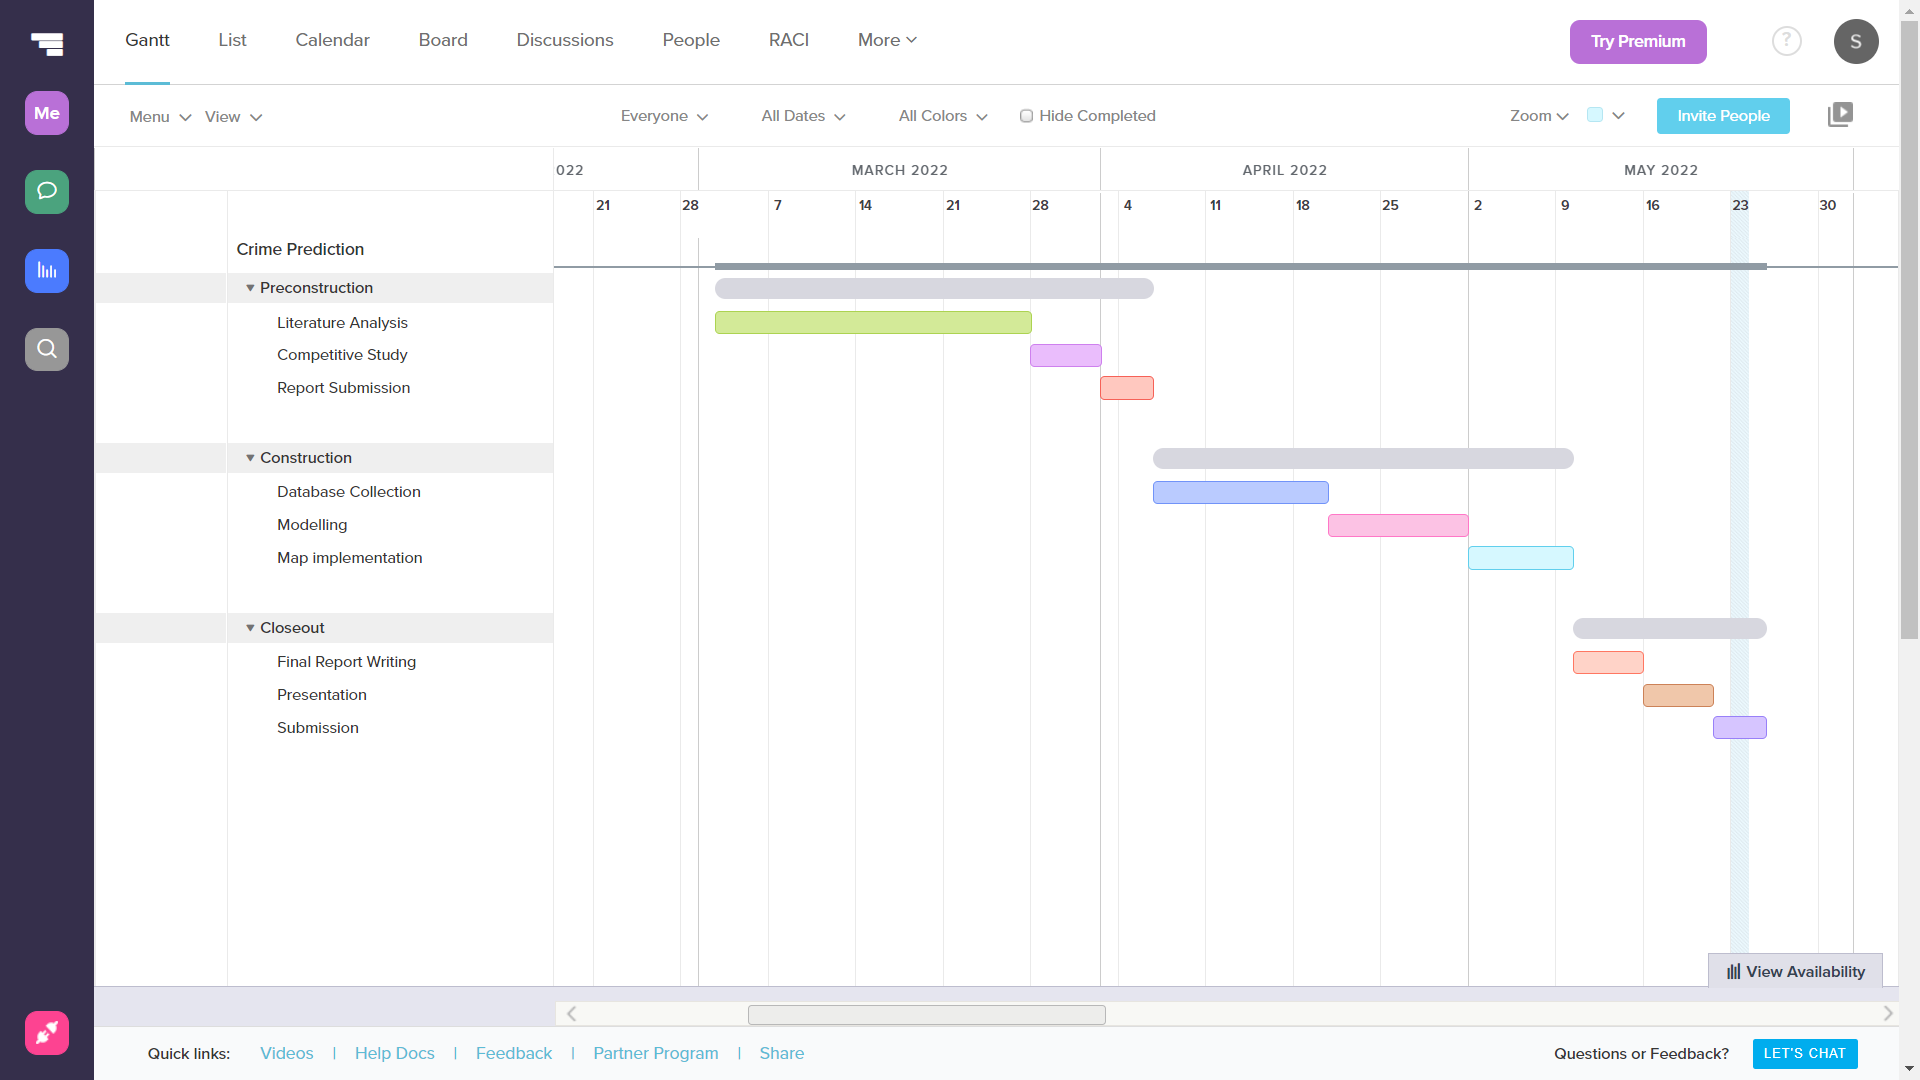 Gantt List Calendar Board Discussions People RACI More Try Premium ? S
Me
Menu View Everyone All Dates All Colors Hide Completed Zoom Invite People
022 MARCH 2022 APRIL 2022 MAY 2022
21 28 7 14 21 28 4 11 18 25 2 9 16 23 30
Crime Prediction
Preconstruction
Literature Analysis
Competitive Study
Report Submission
Construction
Database Collection
Modelling
Map implementation
Closeout
Final Report Writing
Presentation
Submission
View Availability
Quick links: Videos | Help Docs | Feedback | Partner Program | Share Questions or Feedback? LET'S CHAT